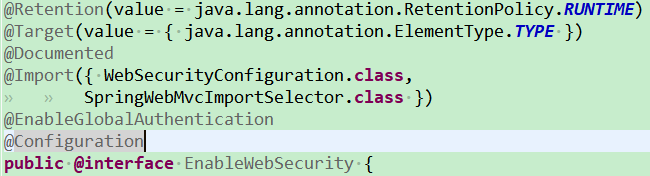 @Retention(value = java.lang.annotation.RetentionPolicy.RUNTIME)
@Target(value = { java.lang.annotation.ElementType.TYPE })
@Documented
@Import({ WebSecurityConfiguration.class,
SpringWebMvcImportSelector.class })
@EnableGlobalAuthentication
@Configuration
public @interface EnableWebSecurity {